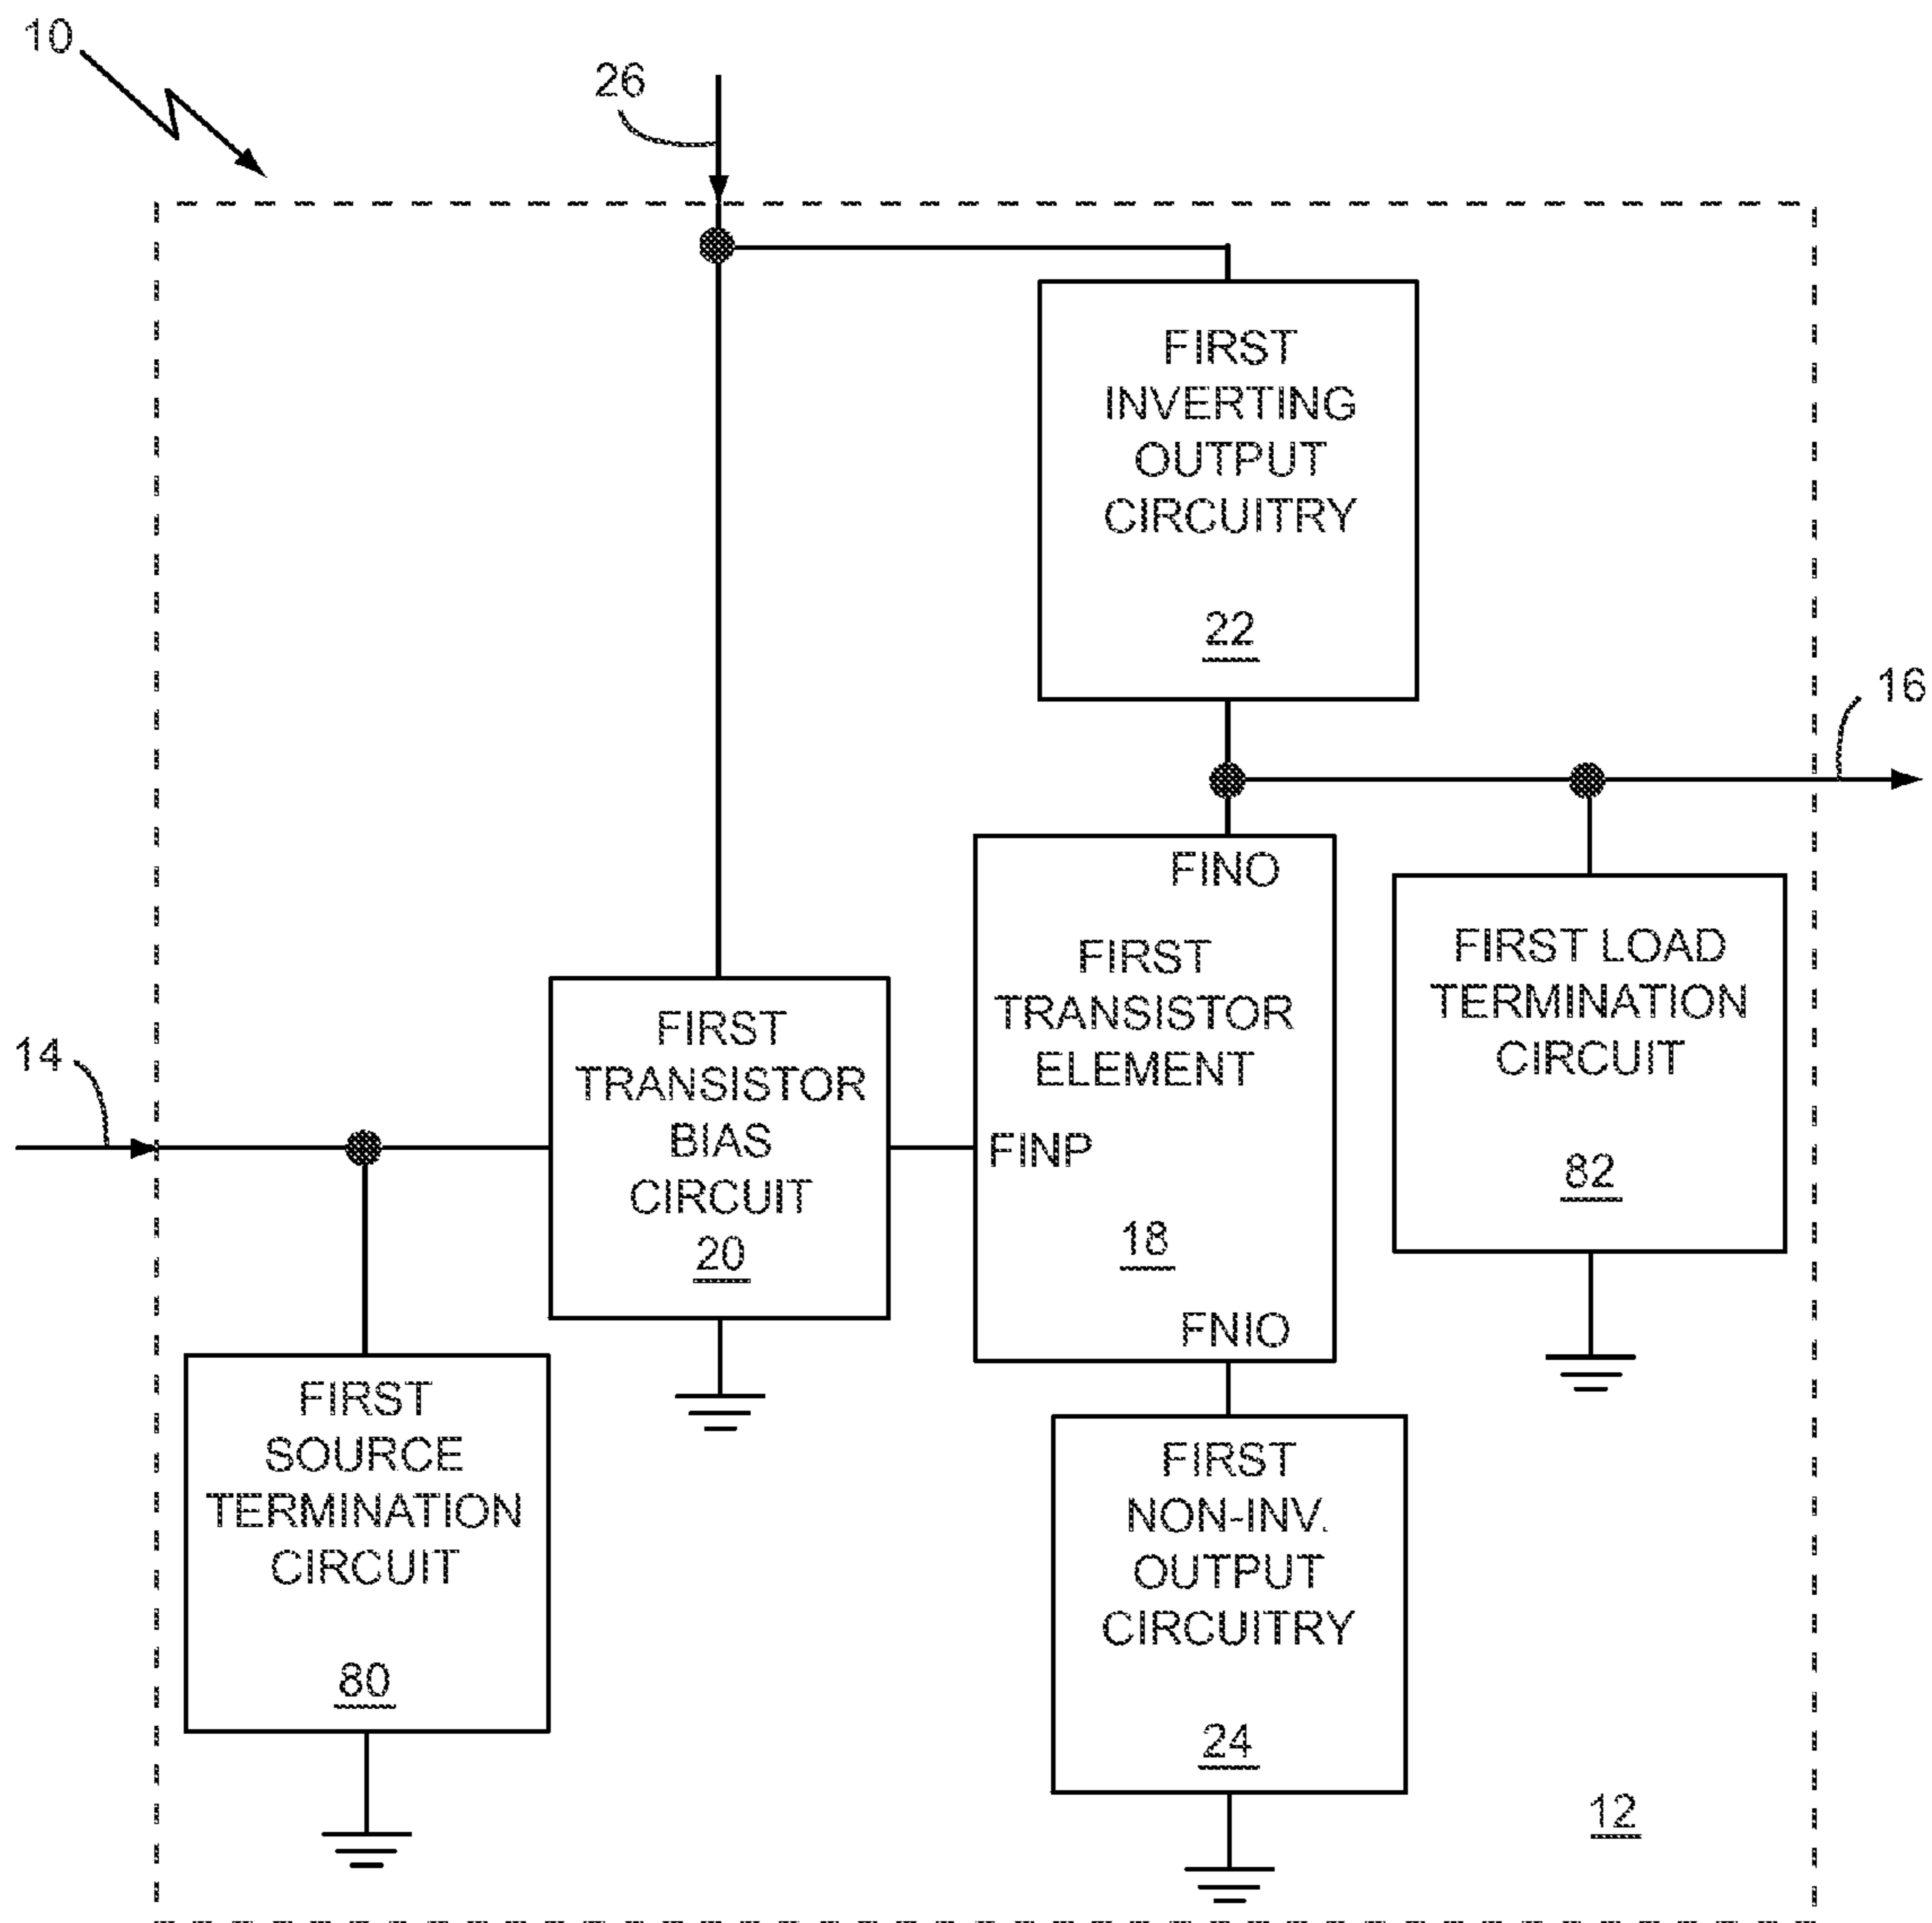 10
26
FIRST
INVERTING
OUTPUT
CIRCUITRY
22
16
FINO
FIRST
TRANSISTOR
ELEMENT
FINP
18
FNIO
FIRST LOAD
TERMINATION
CIRCUIT
82
14
FIRST
TRANSISTOR
BIAS
CIRCUIT
20
FIRST
SOURCE
TERMINATION
CIRCUIT
80
FIRST
NON-INV.
OUTPUT
CIRCUITRY
24
12